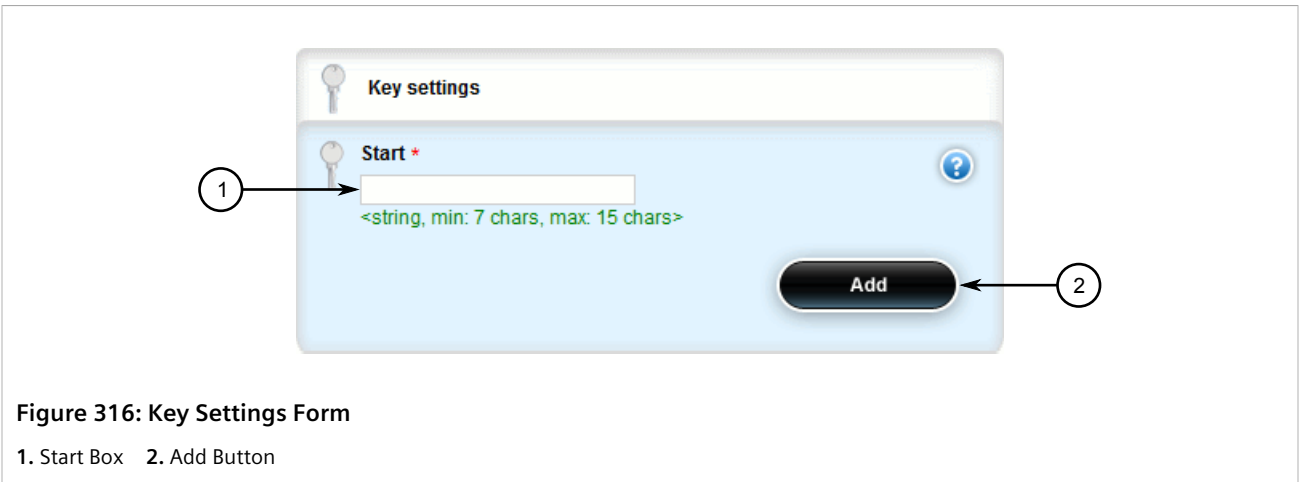 Key settings
Start *
?
1
<string, min: 7 chars, max: 15 chars>
Add
2
Figure 316: Key Settings Form
1. Start Box 2. Add Button